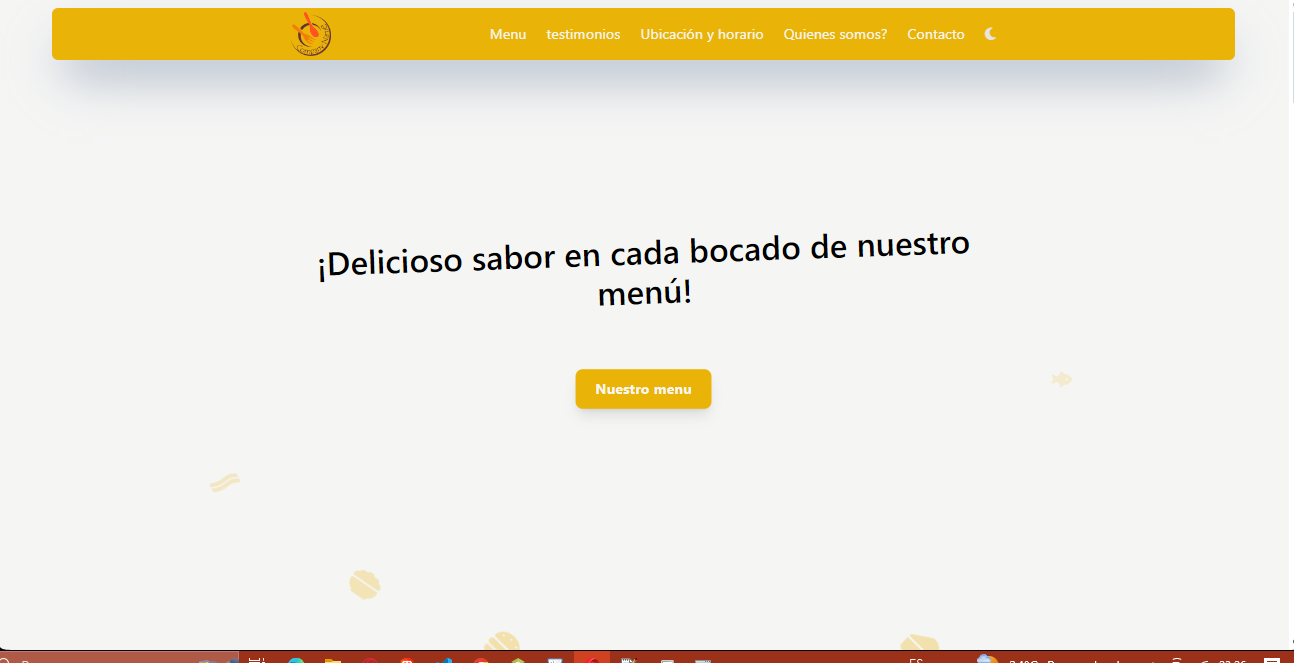 Menu testimonios Ubicación y horario Quienes somos? Contacto
¡Delicioso sabor en cada bocado de nuestro
menú!
Nuestro menu